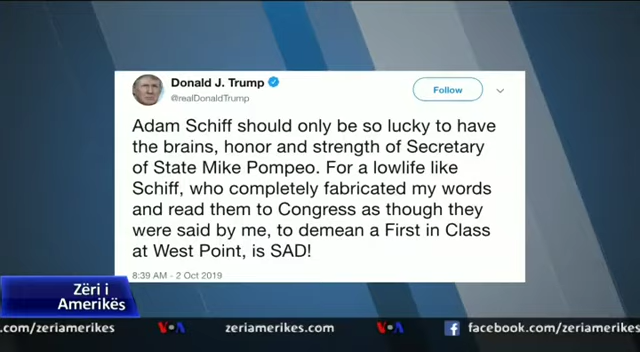 Donald J. Trump
@realDonaldTrump
Follow
Adam Schiff should only be so lucky to have
the brains, honor and strength of Secretary
of State Mike Pompeo. For a lowlife like
Schiff, who completely fabricated my words
and read them to Congress as though they
were said by me, to demean a First in Class
at West Point, is SAD!
8:39 AM - 2 Oct 2019
Zëri i
Amerikës
.com/zeriamerikes VOA zeriamerikes.com VOA f facebook.com/zeriamerikes